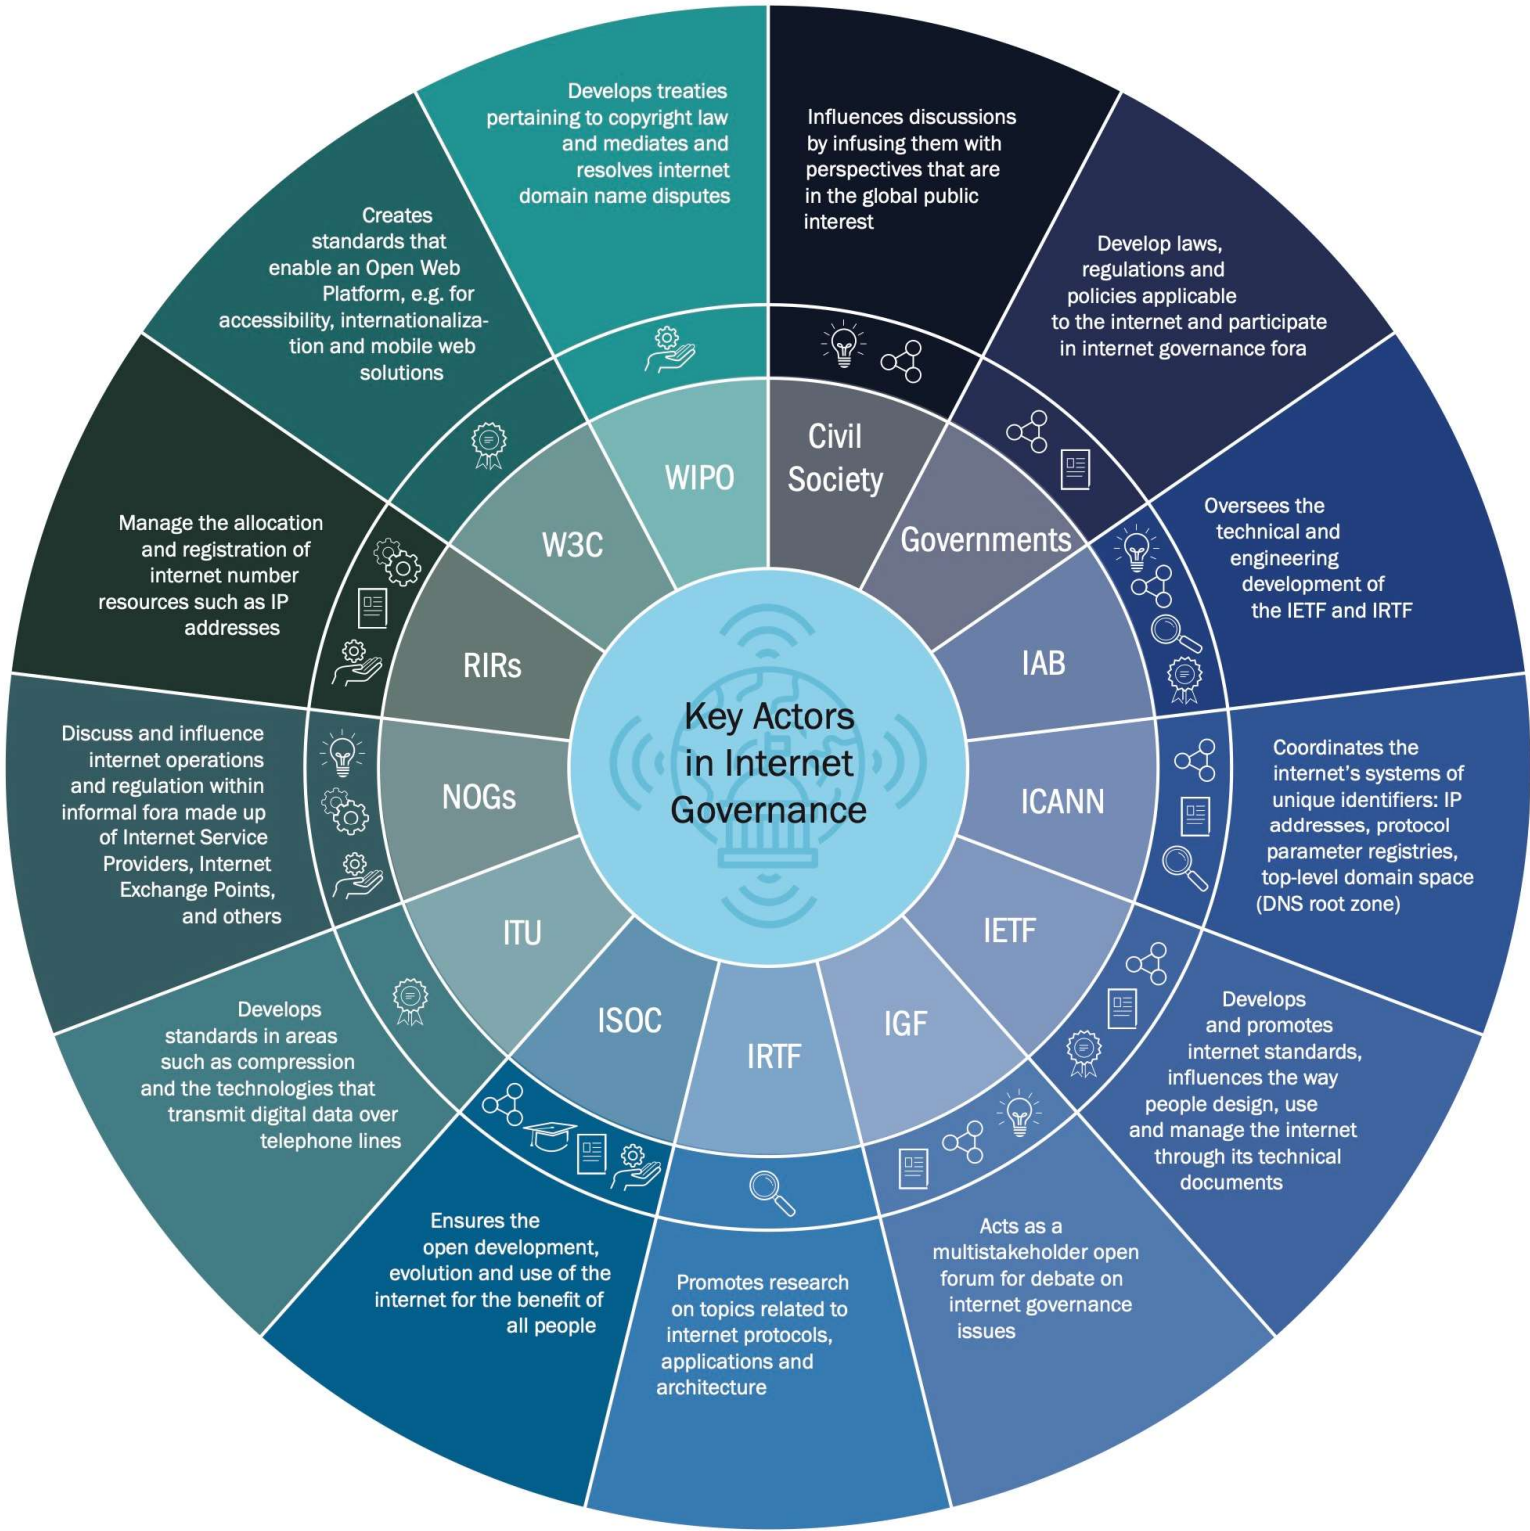 Key Actors
in Internet
Governance
Civil
Society
Influences discussions
by infusing them with
perspectives that are
in the global public
interest
Governments
Develop laws,
regulations and
policies applicable
to the internet and participate
in internet governance fora
IAB
Oversees the
technical and
engineering
development of
the IETF and IRTF
ICANN
Coordinates the
internet's systems of
unique identifiers: IP
addresses, protocol
parameter registries,
top-level domain space
(DNS root zone)
IETF
Develops
and promotes
internet standards,
influences the way
people design, use
and manage the internet
through its technical
documents
IGF
Acts as a
multistakeholder open
forum for debate on
internet governance
issues
IRTF
Promotes research
on topics related to
internet protocols,
applications and
architecture
ISOC
Ensures the
open development,
evolution and use of the
internet for the benefit of
all people
ITU
Develops
standards in areas
such as compression
and the technologies that
transmit digital data over
telephone lines
NOGs
Discuss and influence
internet operations
and regulation within
informal fora made up
of Internet Service
Providers, Internet
Exchange Points,
and others
RIRs
Manage the allocation
and registration of
internet number
resources such as IP
addresses
W3C
Creates
standards that
enable an Open Web
Platform, e.g. for
accessibility, internationaliza-
tion and mobile web
solutions
WIPO
Develops treaties
pertaining to copyright law
and mediates and
resolves internet
domain name disputes